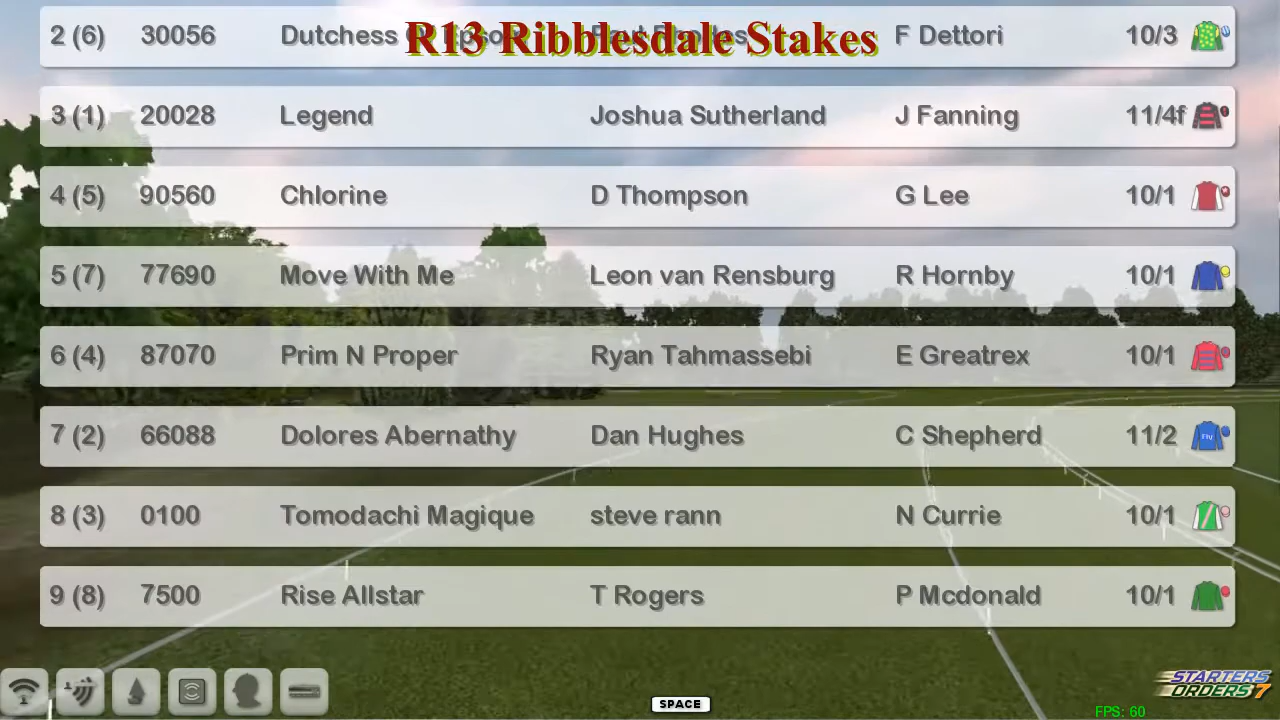 R13 Ribblesdale Stakes
2 (6) 30056 Dutchess F Dettori 10/3
3 (1) 20028 Legend Joshua Sutherland J Fanning 11/4f
4 (5) 90560 Chlorine D Thompson G Lee 10/1
5 (7) 77690 Move With Me Leon van Rensburg R Hornby 10/1
6 (4) 87070 Prim N Proper Ryan Tahmassebi E Greatrex 10/1
7 (2) 66088 Dolores Abernathy Dan Hughes C Shepherd 11/2
8 (3) 0100 Tomodachi Magique steve rann N Currie 10/1
9 (8) 7500 Rise Allstar T Rogers P Mcdonald 10/1
SPACE
STARTERS
ORDERS 7
FPS: 60